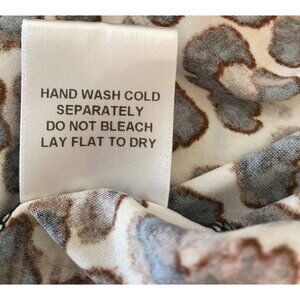 HAND WASH COLD
SEPARATELY
DO NOT BLEACH
LAY FLAT TO DRY